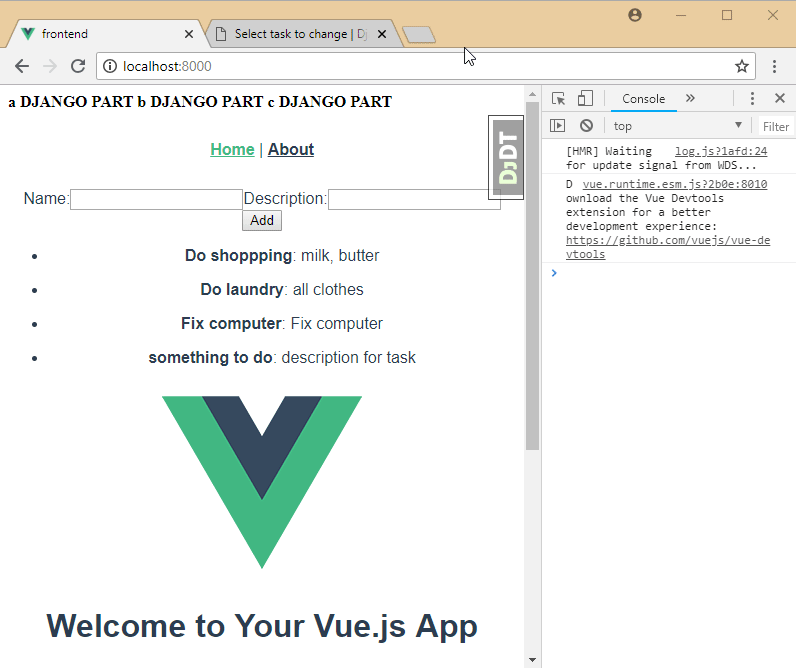 frontend
Select task to change | Dj
localhost:8000
a DJANGO PART b DJANGO PART c DJANGO PART
DJDT
Home | About
Name: Description:
Add
Do shoppping: milk, butter
Do laundry: all clothes
Fix computer: Fix computer
something to do: description for task
Welcome to Your Vue.js App
Console
top
Filter
[HMR] Waiting log.js?1afd:24
for update signal from WDS...
D vue.runtime.esm.js?2b0e:8010
ownload the Vue Devtools
extension for a better
development experience:
https://github.com/vuejs/vue-de
vtools